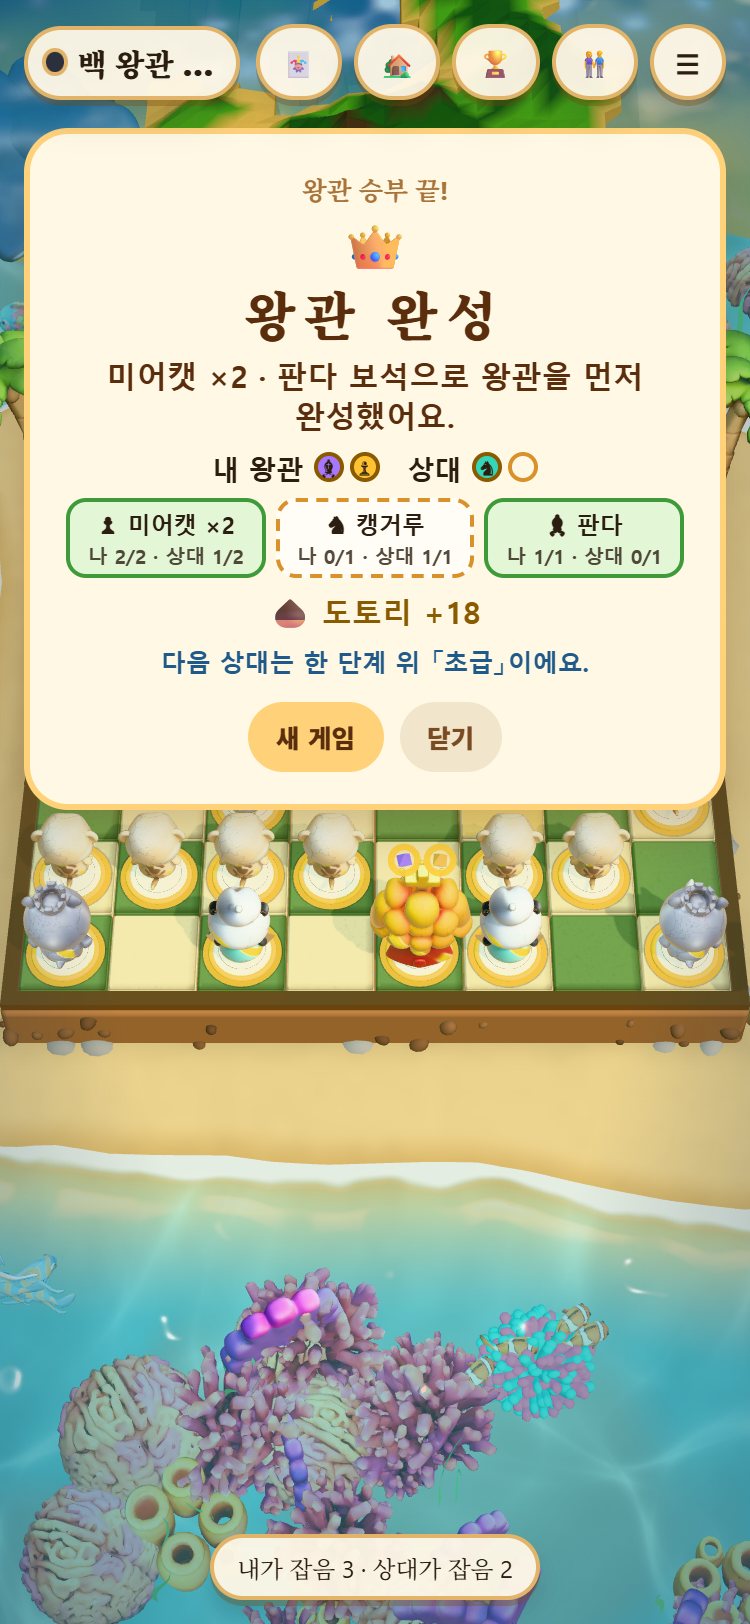 백 왕관 ...
왕관 승부 끝!
왕관 완성
미어캣 ×2 · 판다 보석으로 왕관을 먼저
완성했어요.
내 왕관 상대
미어캣 ×2
나 2/2 · 상대 1/2
캥거루
나 0/1 · 상대 1/1
판다
나 1/1 · 상대 0/1
도토리 +18
다음 상대는 한 단계 위 「초급」이에요.
새 게임 닫기
내가 잡음 3 · 상대가 잡음 2